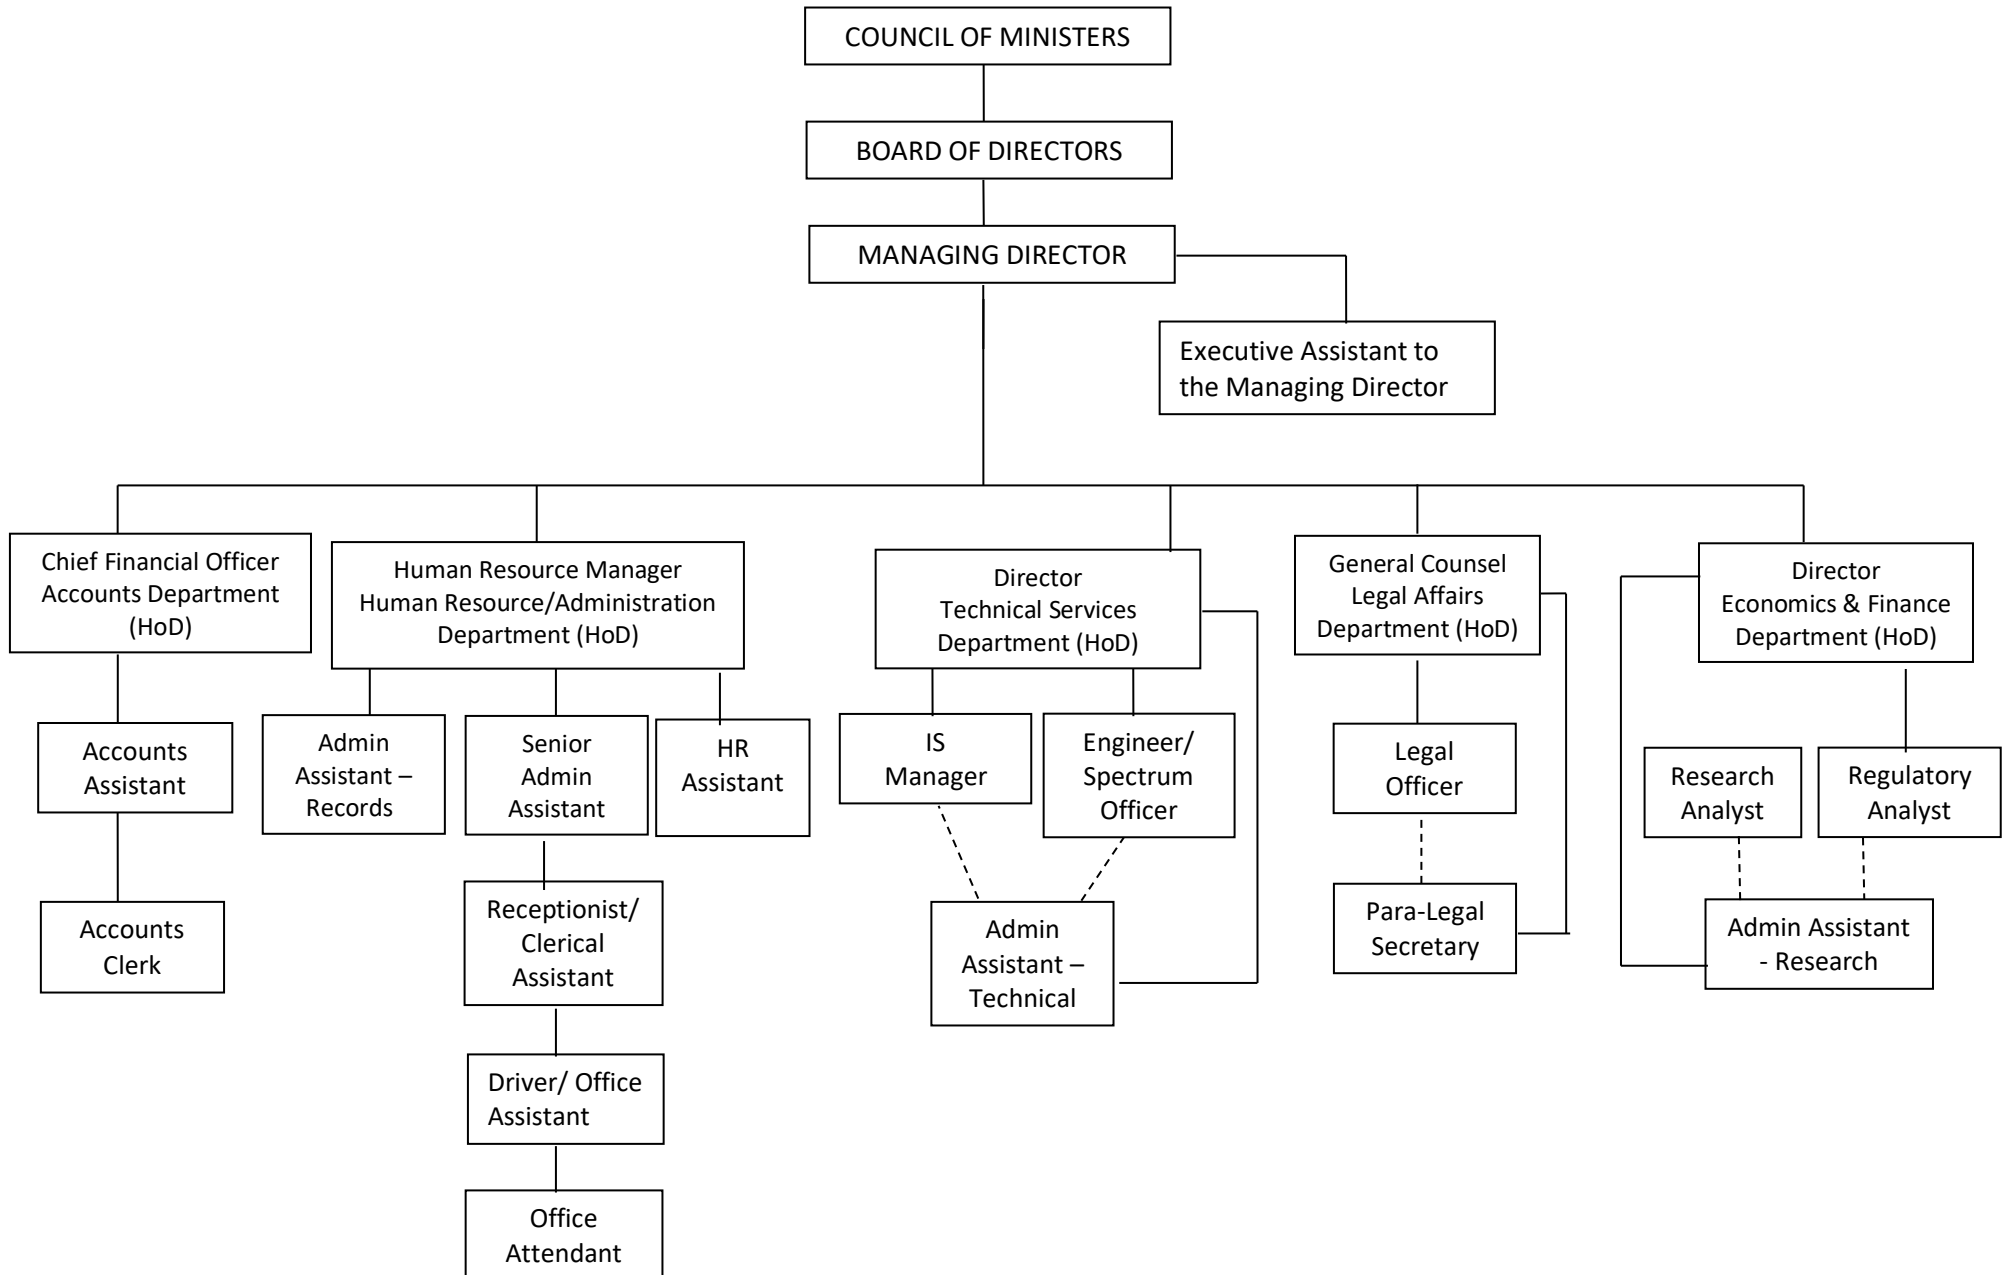 COUNCIL OF MINISTERS
BOARD OF DIRECTORS
MANAGING DIRECTOR
Executive Assistant to
the Managing Director
Chief Financial Officer
Accounts Department
(HoD)
Human Resource Manager
Human Resource/Administration
Department (HoD)
Director
Technical Services
Department (HoD)
General Counsel
Legal Affairs
Department (HoD)
Director
Economics & Finance
Department (HoD)
Accounts
Assistant
Admin
Assistant –
Records
Senior
Admin
Assistant
HR
Assistant
IS
Manager
Engineer/
Spectrum
Officer
Legal
Officer
Research
Analyst
Regulatory
Analyst
Accounts
Clerk
Receptionist/
Clerical
Assistant
Admin
Assistant –
Technical
Para-Legal
Secretary
Admin Assistant
- Research
Driver/ Office
Assistant
Office
Attendant